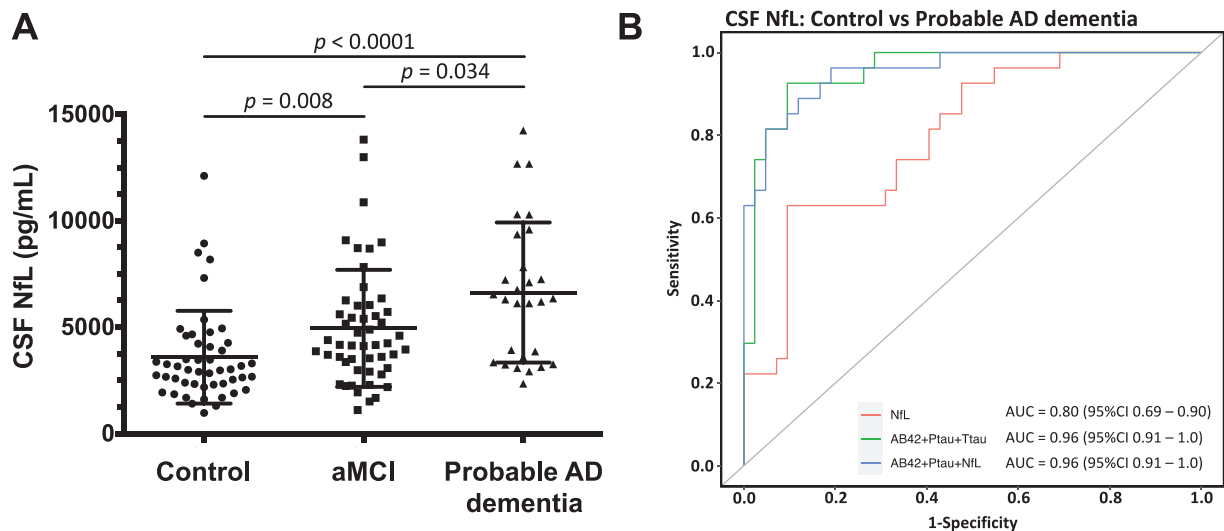 A
p < 0.0001
p = 0.034
p = 0.008
15000
10000
5000
0
CSF NfL (pg/mL)
Control
aMCI
Probable AD
dementia
B
CSF NfL: Control vs Probable AD dementia
1.0
0.8
0.6
0.4
0.2
0.0
Sensitivity
NfL AUC = 0.80 (95%CI 0.69 – 0.90)
AB42+Ptau+Ttau AUC = 0.96 (95%CI 0.91 – 1.0)
AB42+Ptau+NfL AUC = 0.96 (95%CI 0.91 – 1.0)
0.0 0.2 0.4 0.6 0.8 1.0
1-Specificity